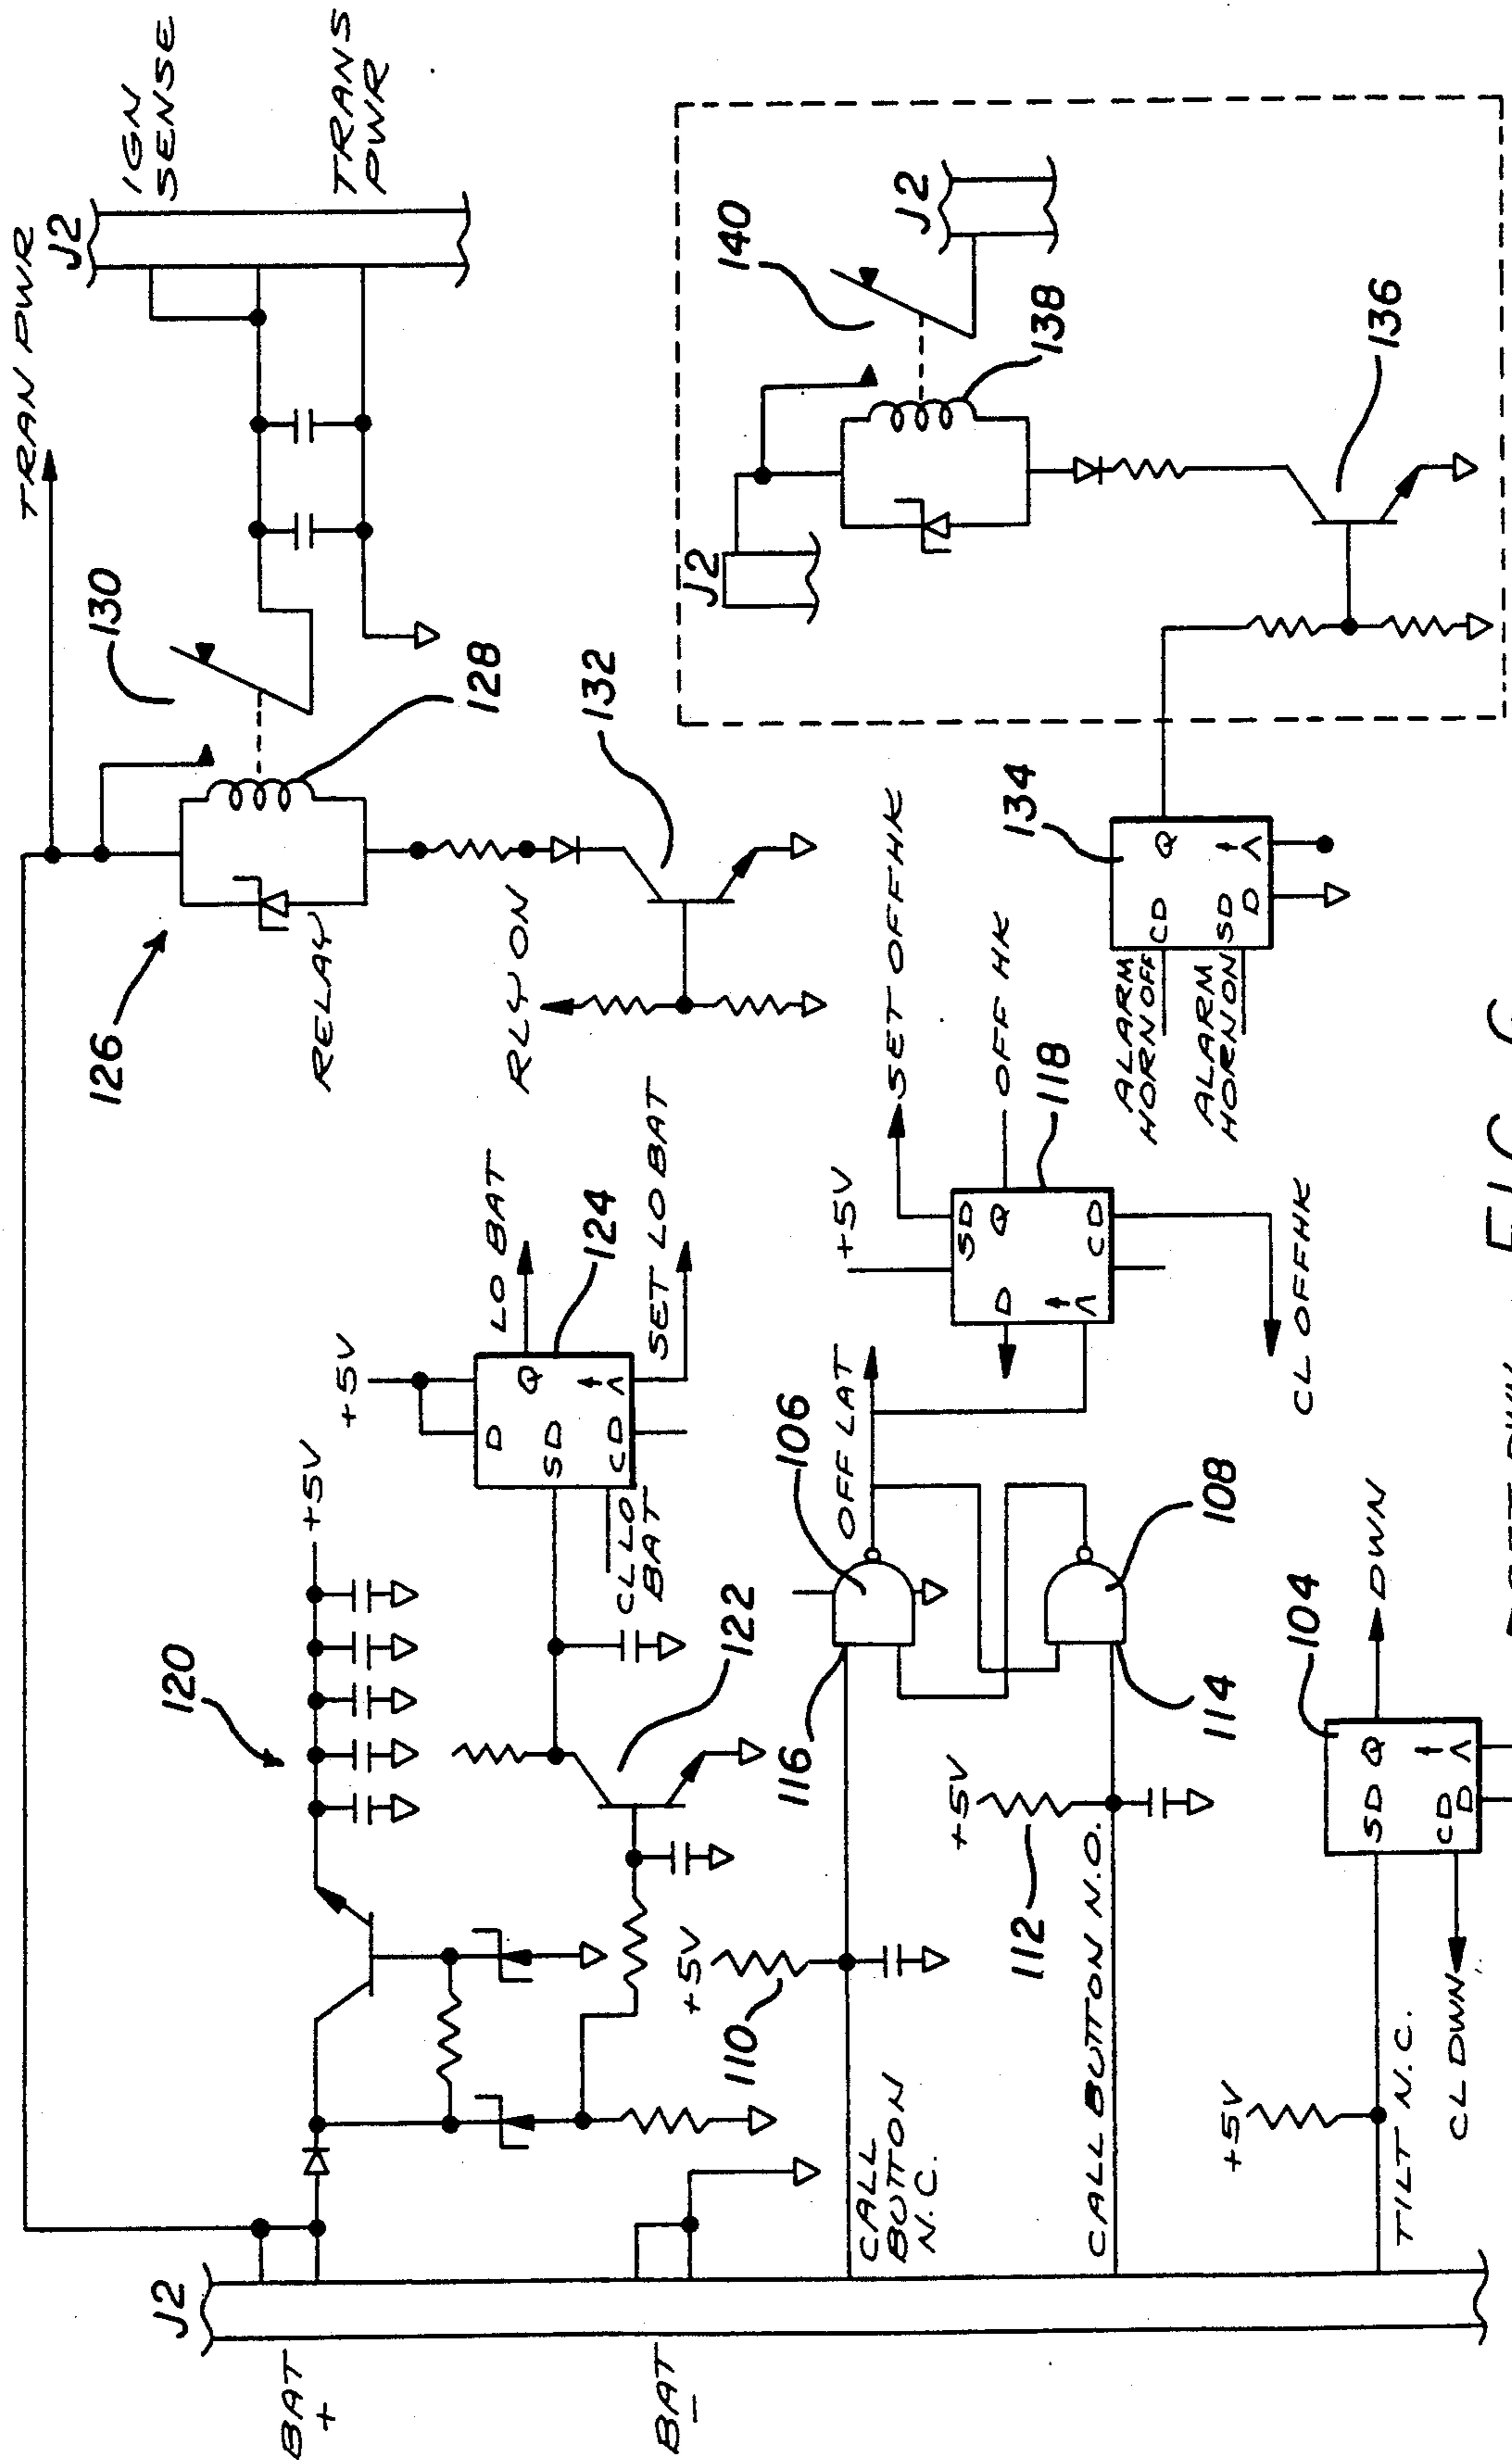 TRAN PWR
J2
IGN
SENSE
TRANS
PWR
130
128
126
RELAY
RLY ON
132
J2
140
J2
138
136
134
CD
Q
SD
D
ALARM
HORN OFF
ALARM
HORN ON
120
+5V
+5V
D
Q
SD
CD
LO BAT
124
SET LO BAT
CL LO
BAT
122
SET OFFHK
OFF HK
118
+5V
SD
Q
D
CD
CL OFFHK
OFF LAT
106
108
116
114
+5V
110
+5V
112
J2
BAT
+
BAT
-
CALL
BUTTON
N.C.
CALL BUTTON N.O.
+5V
TILT N.C.
104
SD
Q
CD
D
DWN
CL DWN